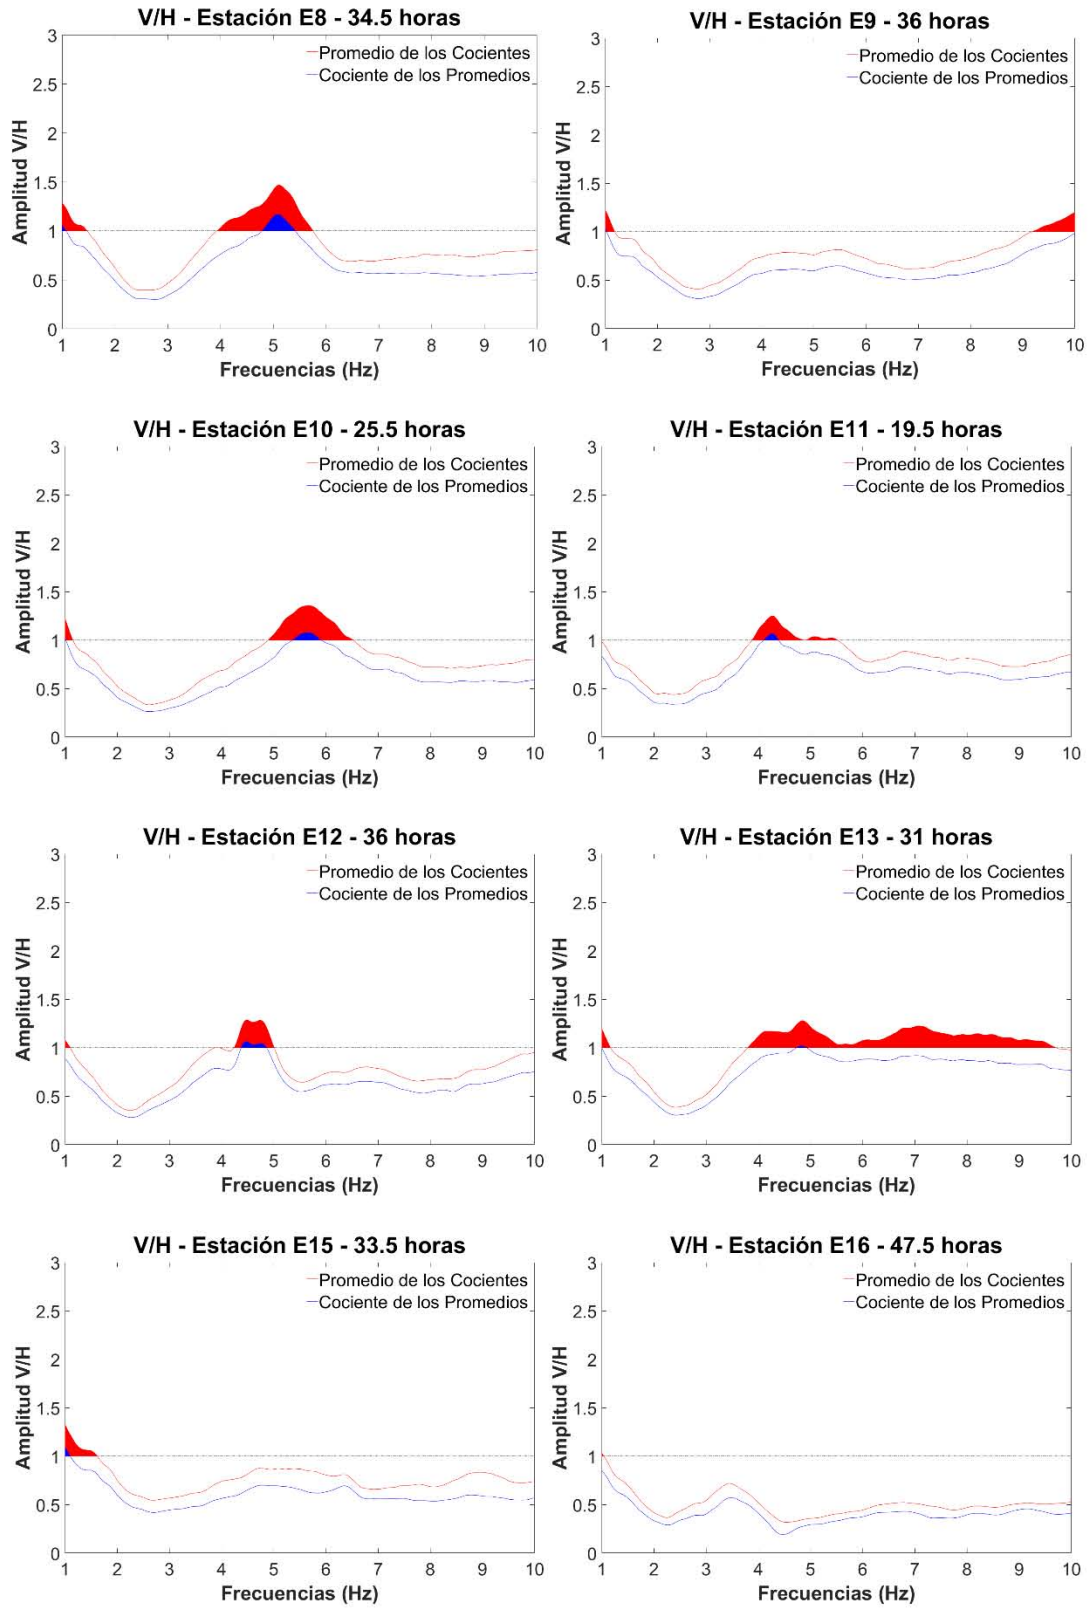 V/H - Estación E8 - 34.5 horas
Promedio de los Cocientes
Cociente de los Promedios
Amplitud V/H
3
2.5
2
1.5
1
0.5
0
1 2 3 4 5 6 7 8 9 10
Frecuencias (Hz)
V/H - Estación E9 - 36 horas
Promedio de los Cocientes
Cociente de los Promedios
Amplitud V/H
3
2.5
2
1.5
1
0.5
0
1 2 3 4 5 6 7 8 9 10
Frecuencias (Hz)
V/H - Estación E10 - 25.5 horas
Promedio de los Cocientes
Cociente de los Promedios
Amplitud V/H
3
2.5
2
1.5
1
0.5
0
1 2 3 4 5 6 7 8 9 10
Frecuencias (Hz)
V/H - Estación E11 - 19.5 horas
Promedio de los Cocientes
Cociente de los Promedios
Amplitud V/H
3
2.5
2
1.5
1
0.5
0
1 2 3 4 5 6 7 8 9 10
Frecuencias (Hz)
V/H - Estación E12 - 36 horas
Promedio de los Cocientes
Cociente de los Promedios
Amplitud V/H
3
2.5
2
1.5
1
0.5
0
1 2 3 4 5 6 7 8 9 10
Frecuencias (Hz)
V/H - Estación E13 - 31 horas
Promedio de los Cocientes
Cociente de los Promedios
Amplitud V/H
3
2.5
2
1.5
1
0.5
0
1 2 3 4 5 6 7 8 9 10
Frecuencias (Hz)
V/H - Estación E15 - 33.5 horas
Promedio de los Cocientes
Cociente de los Promedios
Amplitud V/H
3
2.5
2
1.5
1
0.5
0
1 2 3 4 5 6 7 8 9 10
Frecuencias (Hz)
V/H - Estación E16 - 47.5 horas
Promedio de los Cocientes
Cociente de los Promedios
Amplitud V/H
3
2.5
2
1.5
1
0.5
0
1 2 3 4 5 6 7 8 9 10
Frecuencias (Hz)